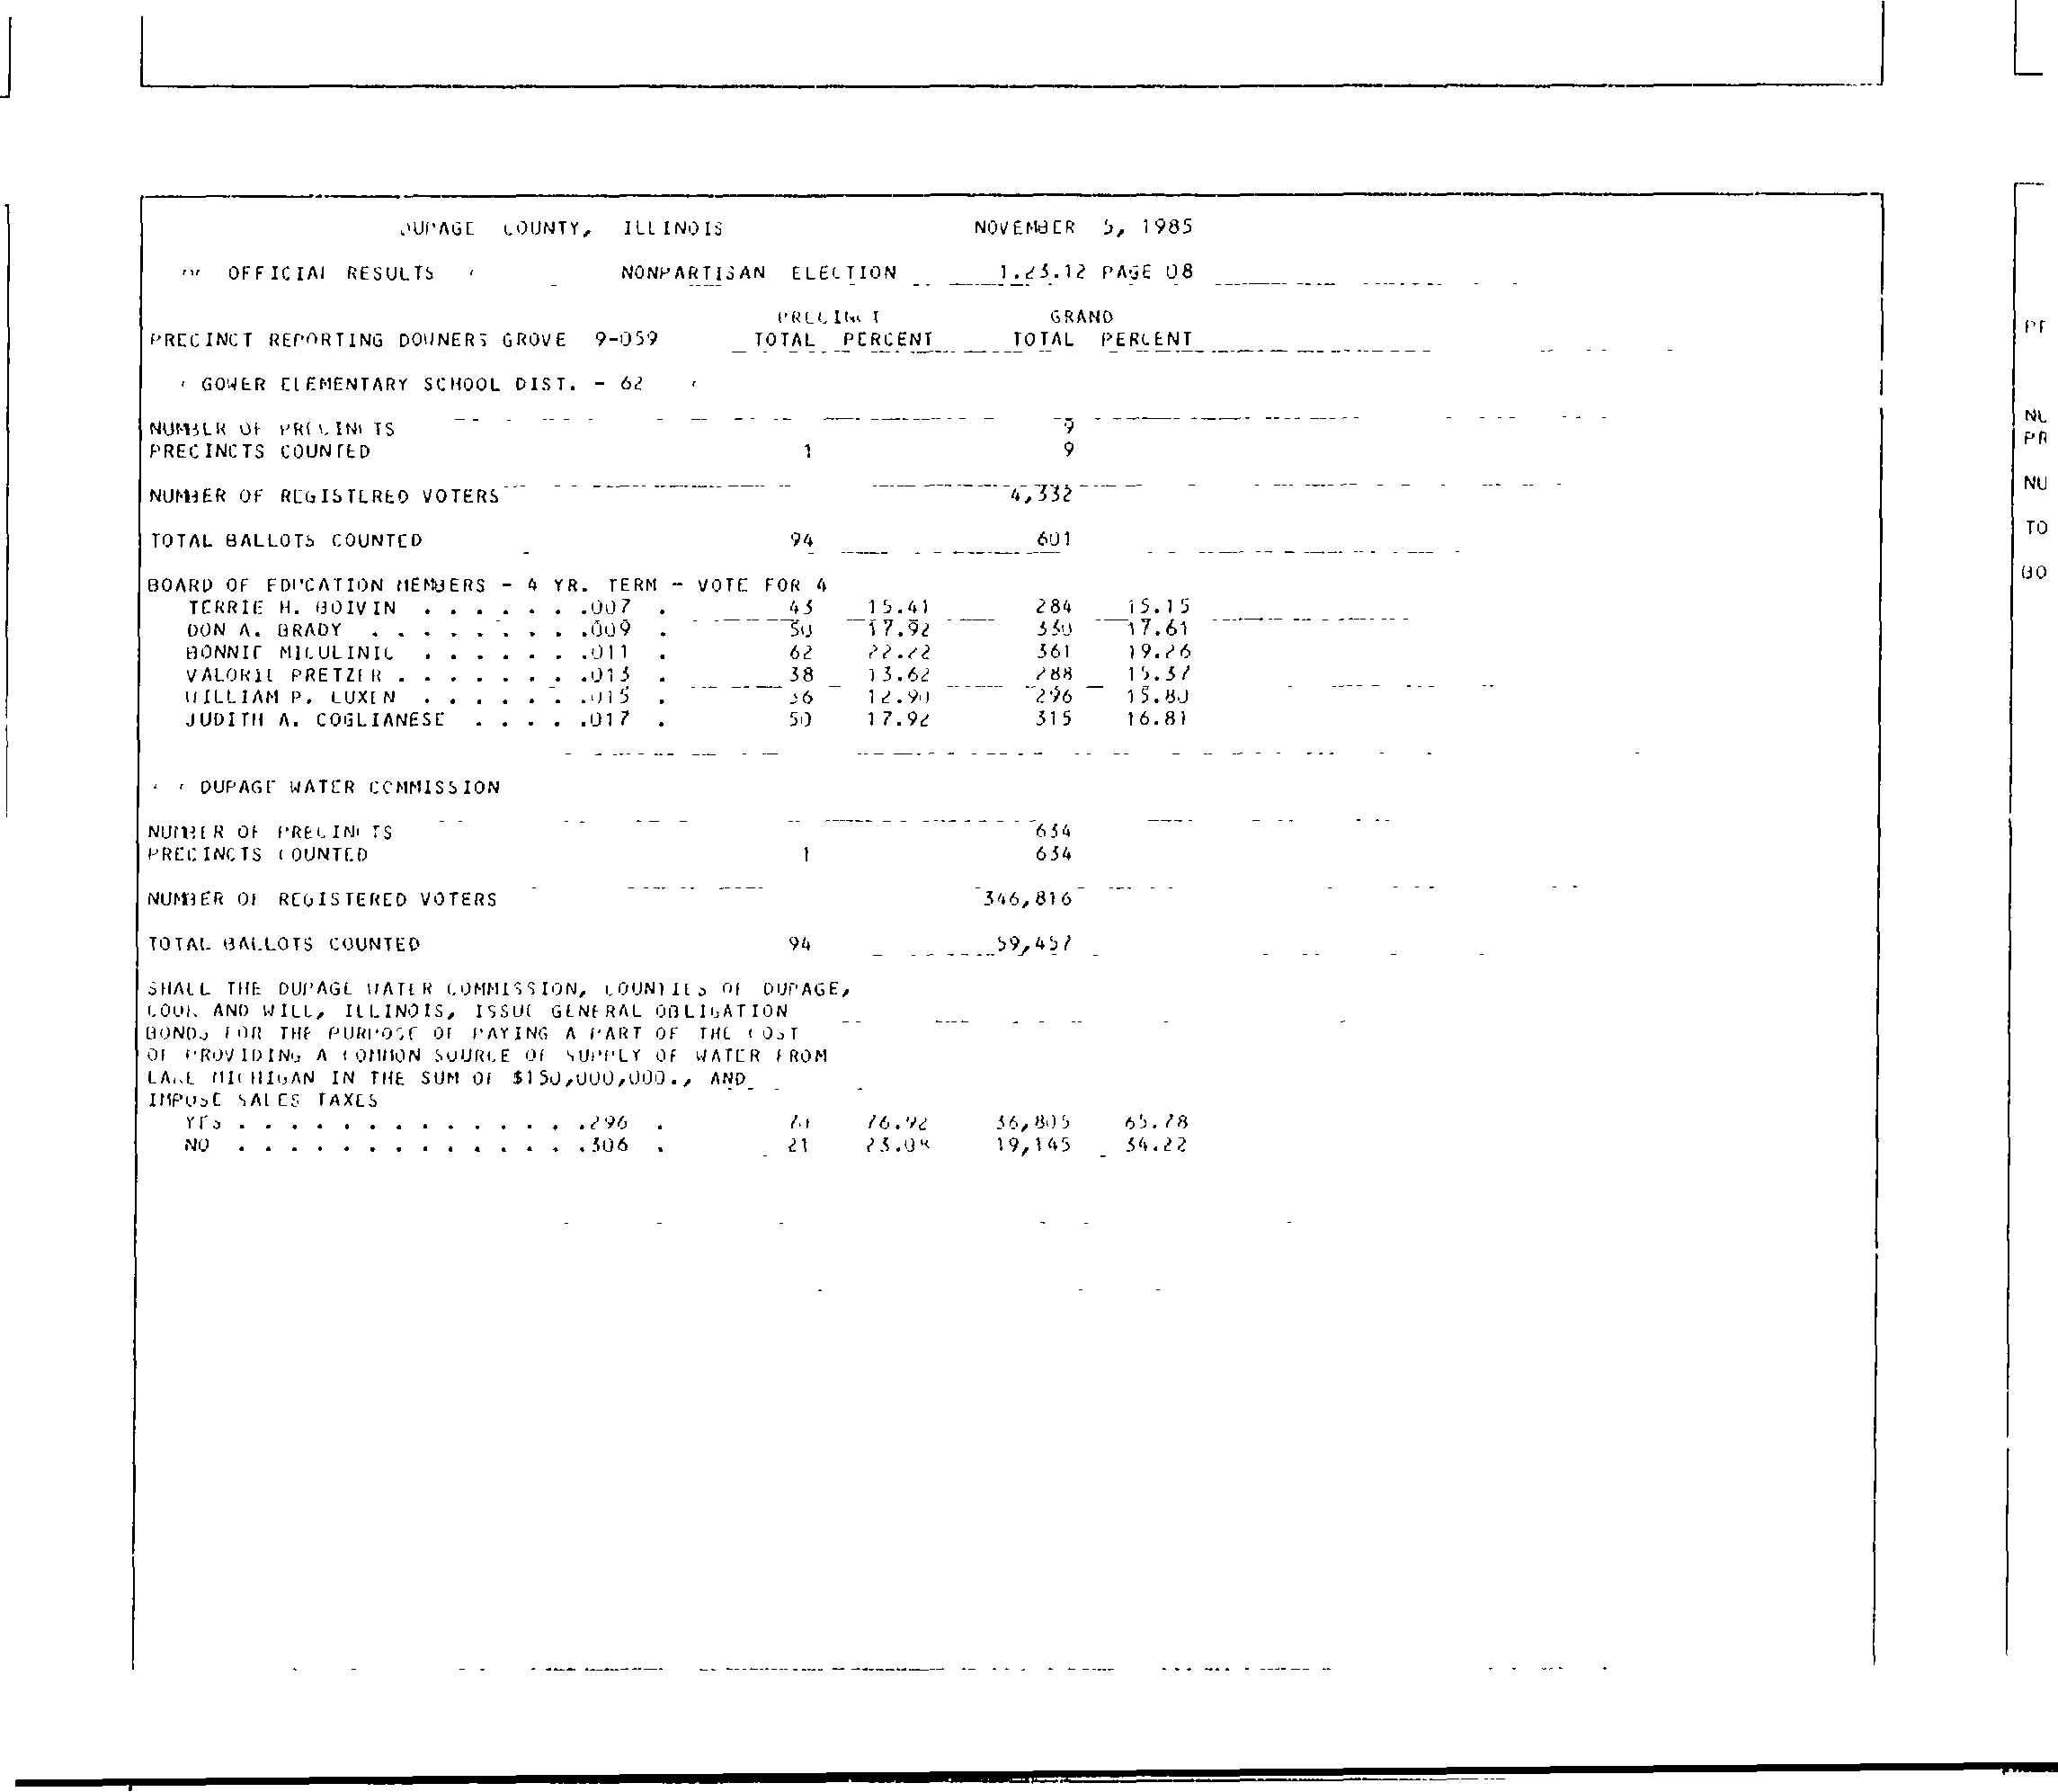 DUPAGE COUNTY, ILLINOIS NOVEMBER 5, 1985
OFFICIAL RESULTS NONPARTISAN ELECTION 1.23.12 PAGE 08
PRECINCT GRAND
PRECINCT REPORTING DOWNERS GROVE 9-059 TOTAL PERCENT TOTAL PERCENT
GOWER ELEMENTARY SCHOOL DIST. - 62
NUMBER OF PRECINCTS 9
PRECINCTS COUNTED 1 9
NUMBER OF REGISTERED VOTERS 4,332
TOTAL BALLOTS COUNTED 94 601
BOARD OF EDUCATION MEMBERS - 4 YR. TERM - VOTE FOR 4
TERRIE H. BOIVIN . . . . . . .007 . 43 15.41 284 15.15
DON A. BRADY . . . . . . . . .009 . 50 17.92 330 17.61
BONNIE MICULINIC . . . . . . .011 . 62 22.22 361 19.26
VALORIE PRETZER . . . . . . . .013 . 38 13.62 288 15.37
WILLIAM P. LUXEN . . . . . . .015 . 36 12.90 296 15.80
JUDITH A. COGLIANESE . . . . .017 . 50 17.92 315 16.81
DUPAGE WATER COMMISSION
NUMBER OF PRECINCTS 634
PRECINCTS COUNTED 1 634
NUMBER OF REGISTERED VOTERS 346,816
TOTAL BALLOTS COUNTED 94 59,457
SHALL THE DUPAGE WATER COMMISSION, COUNTIES OF DUPAGE,
COOK AND WILL, ILLINOIS, ISSUE GENERAL OBLIGATION
BONDS FOR THE PURPOSE OF PAYING A PART OF THE COST
OF PROVIDING A COMMON SOURCE OF SUPPLY OF WATER FROM
LAKE MICHIGAN IN THE SUM OF $150,000,000., AND
IMPOSE SALES TAXES
YES . . . . . . . . . . . . . .296 . 70 76.92 36,805 65.78
NO . . . . . . . . . . . . . .306 . 21 23.08 19,145 34.22
NU
PR
NU
TO
BO